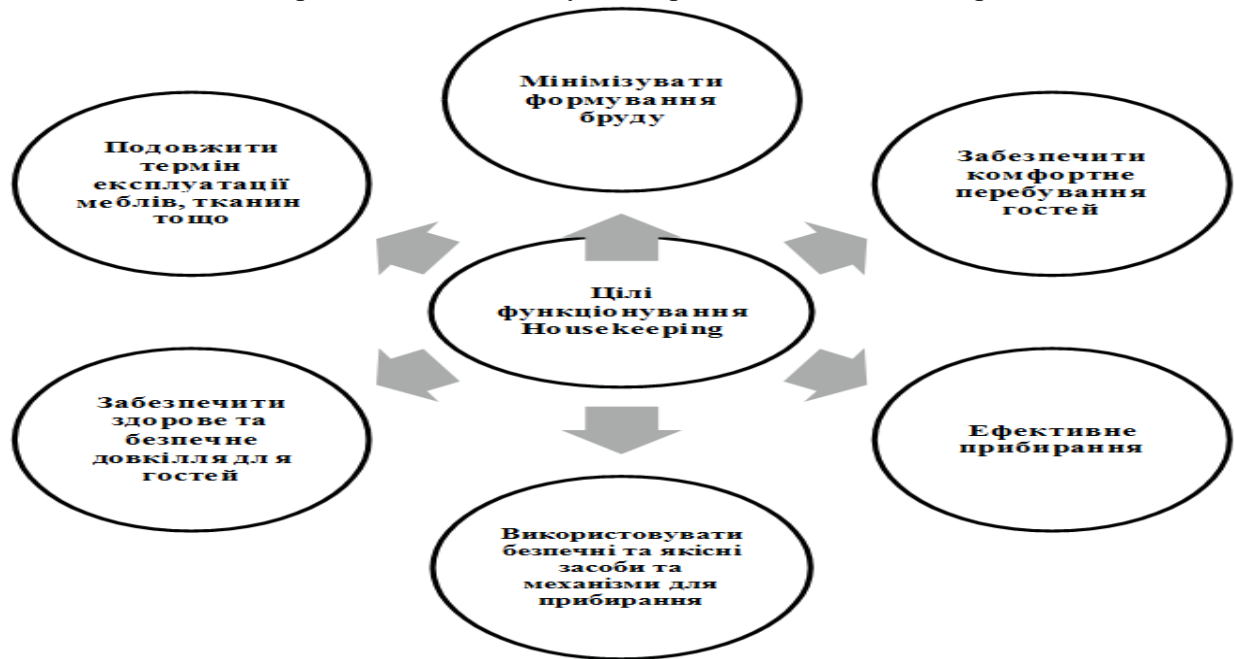 Мінімізувати
формування
бруду
Забезпечити
комфортне
перебування
гостей
Ефективне
прибирання
Використовувати
безпечні та якісні
засоби та
механізми для
прибирання
Забезпечити
здорове та
безпечне
довкілля для
гостей
Подовжити
термін
експлуатації
меблів, тканин
тощо
Цілі
функціонування
Housekeeping